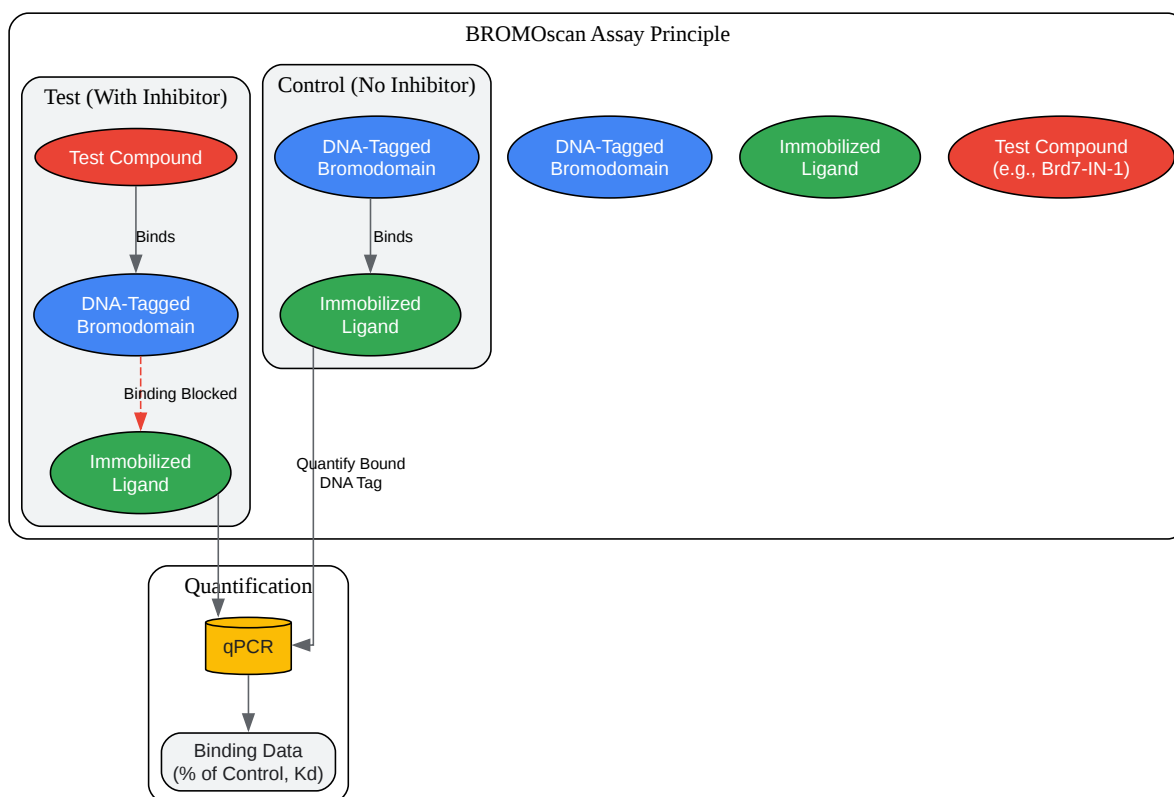 BROMOscan Assay Principle
Test (With Inhibitor)
Test Compound
Binds
DNA-Tagged
Bromodomain
Binding Blocked
Immobilized
Ligand
Control (No Inhibitor)
DNA-Tagged
Bromodomain
Binds
Immobilized
Ligand
Quantify Bound
DNA Tag
DNA-Tagged
Bromodomain
Immobilized
Ligand
Test Compound
(e.g., Brd7-IN-1)
Quantification
qPCR
Binding Data
(% of Control, Kd)